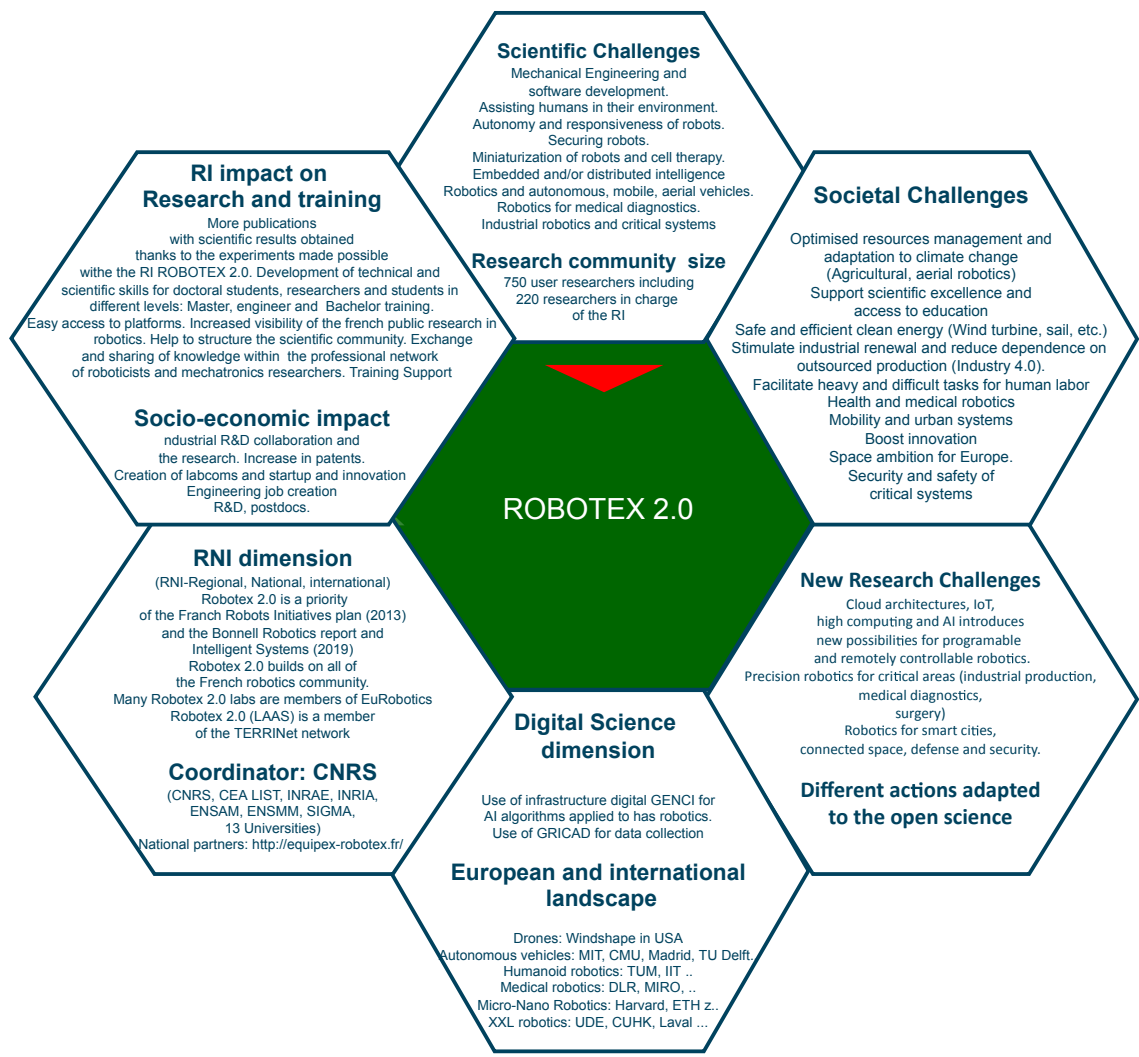 Scientific Challenges
Mechanical Engineering and
software development.
Assisting humans in their environment.
Autonomy and responsiveness of robots.
Securing robots.
Miniaturization of robots and cell therapy.
Embedded and/or distributed intelligence
Robotics and autonomous, mobile, aerial vehicles.
Robotics for medical diagnostics.
Industrial robotics and critical systems
Research community size
750 user researchers including
220 researchers in charge
of the RI
RI impact on
Research and training
More publications
with scientific results obtained
thanks to the experiments made possible
withe the RI ROBOTEX 2.0. Development of technical and
scientific skills for doctoral students, researchers and students in
different levels: Master, engineer and Bachelor training.
Easy access to platforms. Increased visibility of the french public research in
robotics. Help to structure the scientific community. Exchange
and sharing of knowledge within the professional network
of roboticists and mechatronics researchers. Training Support
Socio-economic impact
ndustrial R&D collaboration and
the research. Increase in patents.
Creation of labcoms and startup and innovation
Engineering job creation
R&D, postdocs.
Societal Challenges
Optimised resources management and
adaptation to climate change
(Agricultural, aerial robotics)
Support scientific excellence and
access to education
Safe and efficient clean energy (Wind turbine, sail, etc.)
Stimulate industrial renewal and reduce dependence on
outsourced production (Industry 4.0).
Facilitate heavy and difficult tasks for human labor
Health and medical robotics
Mobility and urban systems
Boost innovation
Space ambition for Europe.
Security and safety of
critical systems
ROBOTEX 2.0
RNI dimension
(RNI-Regional, National, international)
Robotex 2.0 is a priority
of the Franch Robots Initiatives plan (2013)
and the Bonnell Robotics report and
Intelligent Systems (2019)
Robotex 2.0 builds on all of
the French robotics community.
Many Robotex 2.0 labs are members of EuRobotics
Robotex 2.0 (LAAS) is a member
of the TERRINet network
Coordinator: CNRS
(CNRS, CEA LIST, INRAE, INRIA,
ENSAM, ENSMM, SIGMA,
13 Universities)
National partners: http://equipex-robotex.fr/
New Research Challenges
Cloud architectures, IoT,
high computing and AI introduces
new possibilities for programable
and remotely controllable robotics.
Precision robotics for critical areas (industrial production,
medical diagnostics,
surgery)
Robotics for smart cities,
connected space, defense and security.
Different actions adapted
to the open science
Digital Science
dimension
Use of infrastructure digital GENCI for
AI algorithms applied to has robotics.
Use of GRICAD for data collection
European and international
landscape
Drones: Windshape in USA
Autonomous vehicles: MIT, CMU, Madrid, TU Delft.
Humanoid robotics: TUM, IIT ..
Medical robotics: DLR, MIRO, ..
Micro-Nano Robotics: Harvard, ETH z..
XXL robotics: UDE, CUHK, Laval ...